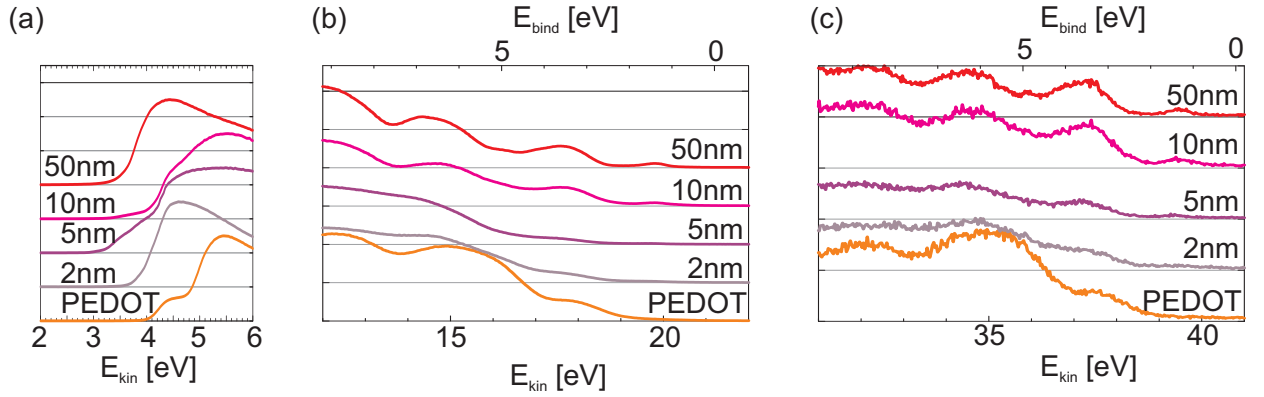 (a)
50nm
10nm
5nm
2nm
PEDOT
2 3 4 5 6
E_kin [eV]
(b)
E_bind [eV]
5 0
50nm
10nm
5nm
2nm
PEDOT
15 20
E_kin [eV]
(c)
E_bind [eV]
5 0
50nm
10nm
5nm
2nm
PEDOT
35 40
E_kin [eV]